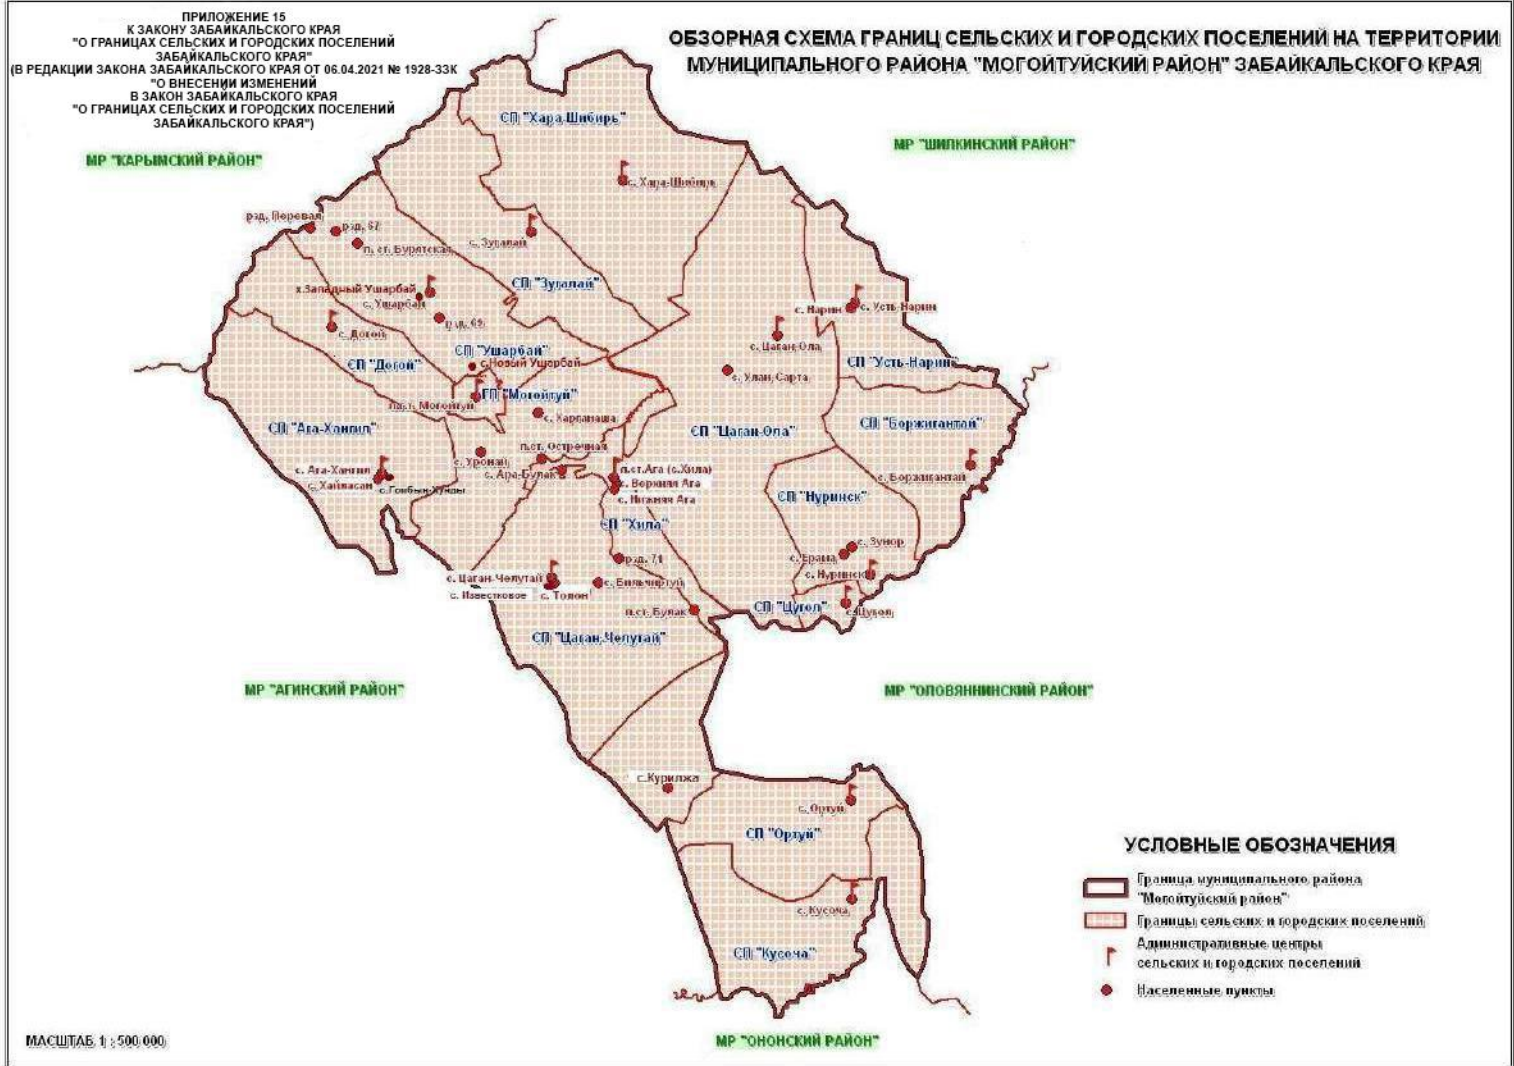 ПРИЛОЖЕНИЕ 15
К ЗАКОНУ ЗАБАЙКАЛЬСКОГО КРАЯ
"О ГРАНИЦАХ СЕЛЬСКИХ И ГОРОДСКИХ ПОСЕЛЕНИЙ
ЗАБАЙКАЛЬСКОГО КРАЯ"
(В РЕДАКЦИИ ЗАКОНА ЗАБАЙКАЛЬСКОГО КРАЯ ОТ 06.04.2021 № 1928-ЗЗК
"О ВНЕСЕНИИ ИЗМЕНЕНИЙ
В ЗАКОН ЗАБАЙКАЛЬСКОГО КРАЯ
"О ГРАНИЦАХ СЕЛЬСКИХ И ГОРОДСКИХ ПОСЕЛЕНИЙ
ЗАБАЙКАЛЬСКОГО КРАЯ")
ОБЗОРНАЯ СХЕМА ГРАНИЦ СЕЛЬСКИХ И ГОРОДСКИХ ПОСЕЛЕНИЙ НА ТЕРРИТОРИИ
МУНИЦИПАЛЬНОГО РАЙОНА "МОГОЙТУЙСКИЙ РАЙОН" ЗАБАЙКАЛЬСКОГО КРАЯ
МР "КАРЫМСКИЙ РАЙОН"
МР "ШИЛКИНСКИЙ РАЙОН"
СП "Хара-Шибирь"
с. Хара-Шибирь
рзд. Перевал
рзд. 67
п. ст. Бурятская
с. Зугалай
СП "Зугалай"
х.Западный Ушарбай
с. Ушарбай
рзд. 69
с. Догой
с. Нарин
с. Усть-Нарин
с. Цаган-Ола
СП "Догой"
СП "Ушарбай"
с.Новый Ушарбай
СП "Усть-Нарин"
с. Улан-Сарта
ГП "Могойтуй"
пгт. Могойтуй
с. Харганаша
СП "Ага-Хангил"
СП "Цаган-Ола"
СП "Боржигантай"
п.ст. Остречная
с. Уронай
с. Ара-Булак
с. Ага-Хангил
с. Хайласан
с.Гонбын-Хунды
п.ст.Ага (с.Хила)
с. Верхняя Ага
с. Нижняя Ага
с. Боржигантай
СП "Нуринск"
СП "Хила"
с. Зунор
с. Ерана
с. Нуринск
рзд. 71
с. Цаган-Челутай
с. Известковое
с. Толон
с. Бильчиртуй
п.ст. Булак
СП "Цугол"
с. Цугол
СП "Цаган-Челутай"
МР "АГИНСКИЙ РАЙОН"
МР "ОЛОВЯННИНСКИЙ РАЙОН"
с.Курилжа
с. Ортуй
СП "Ортуй"
с. Кусоча
СП "Кусоча"
УСЛОВНЫЕ ОБОЗНАЧЕНИЯ
Граница муниципального района
"Могойтуйский район"
Границы сельских и городских поселений
Административные центры
сельских и городских поселений
Населенные пункты
МАСШТАБ 1 : 500 000
МР "ОНОНСКИЙ РАЙОН"